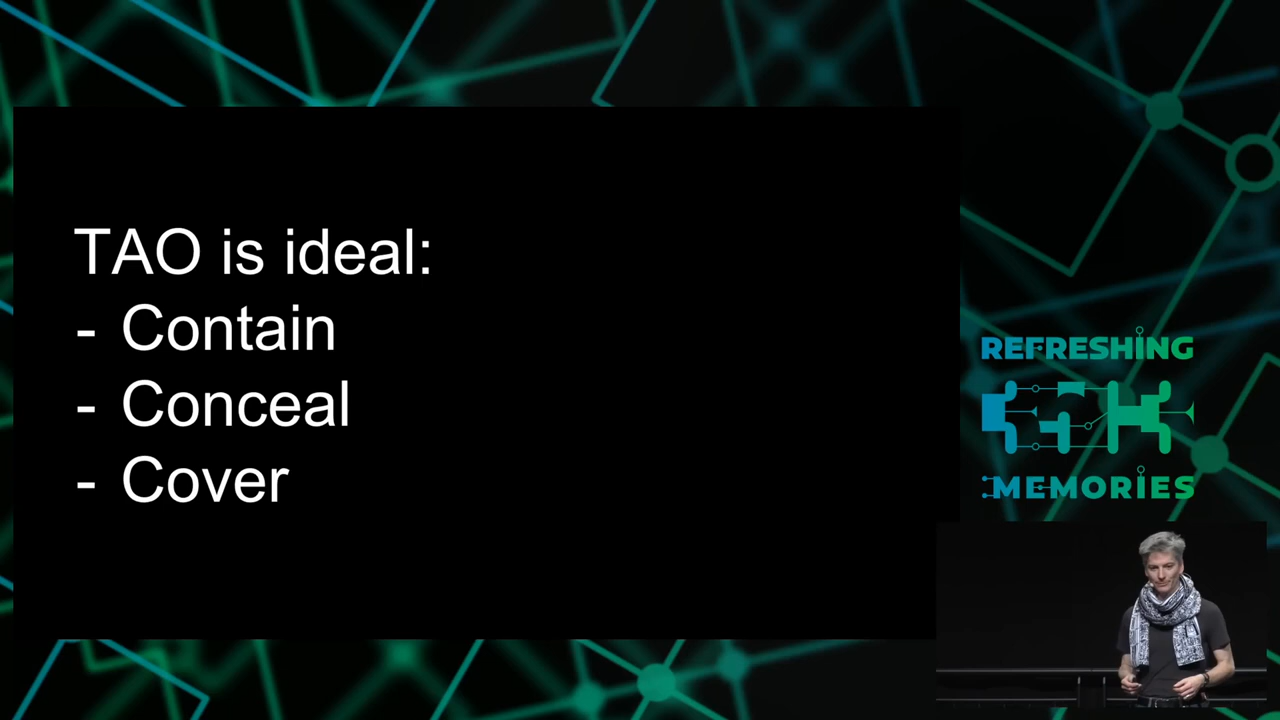 TAO is ideal:
- Contain
- Conceal
- Cover
REFRESHING
MEMORIES